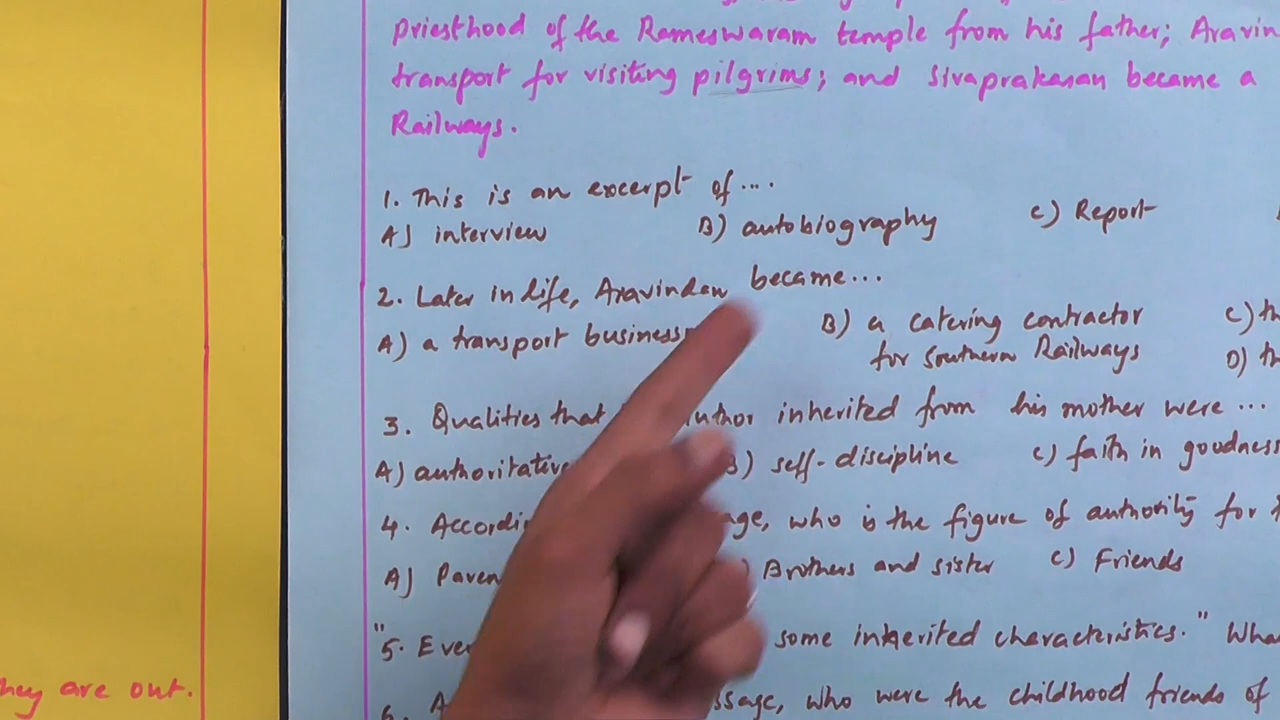 priesthood of the Rameswaram temple from his father; Aravin
transport for visiting pilgrims; and Sivaprakasan became a
Railways.
1. This is an excerpt of ....
A) interview B) autobiography C) Report
2. Later in life, Aravindan became...
A) a transport business B) a catering contractor C) th
for Southern Railways D) th
3. Qualities that author inherited from his mother were ...
A) authoritative B) self-discipline C) faith in goodness
4. Accordin age, who is the figure of authority for t
A) Paren Brothers and sister C) Friends
"5. Ever some inherited characteristics." Wha
6. A ssage, who were the childhood friends of
hey are out.